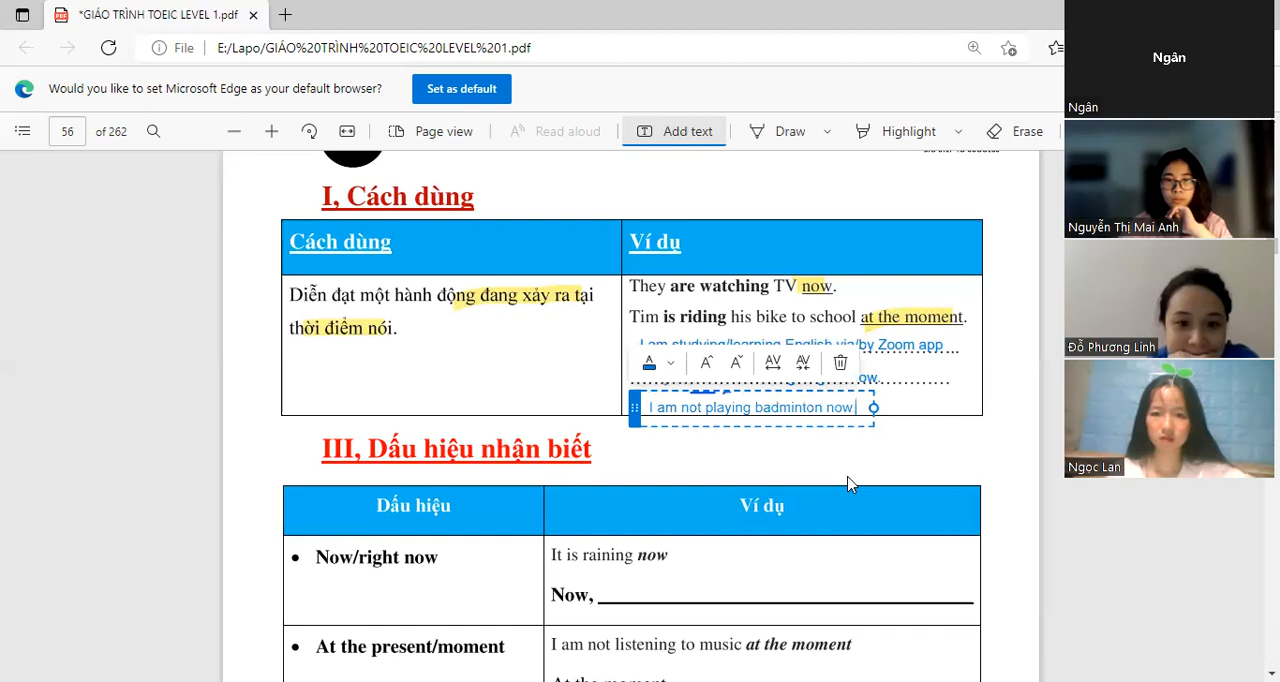 *GIÁO TRÌNH TOEIC LEVEL 1.pdf
File E:/Lapo/GIÁO%20TRÌNH%20TOEIC%20LEVEL%201.pdf
Would you like to set Microsoft Edge as your default browser? Set as default
56 of 262 Page view Read aloud Add text Draw Highlight Erase
I, Cách dùng
Cách dùng Ví dụ
Diễn đạt một hành động đang xảy ra tại
thời điểm nói.
They are watching TV now.
Tim is riding his bike to school at the moment.
I am studying/learning English via/by Zoom app
ow.
I am not playing badminton now
III, Dấu hiệu nhận biết
Dấu hiệu Ví dụ
Now/right now
It is raining now
Now,
At the present/moment
I am not listening to music at the moment
At the moment
Ngân
Ngân
Nguyễn Thị Mai Anh
Đỗ Phương Linh
Ngọc Lan